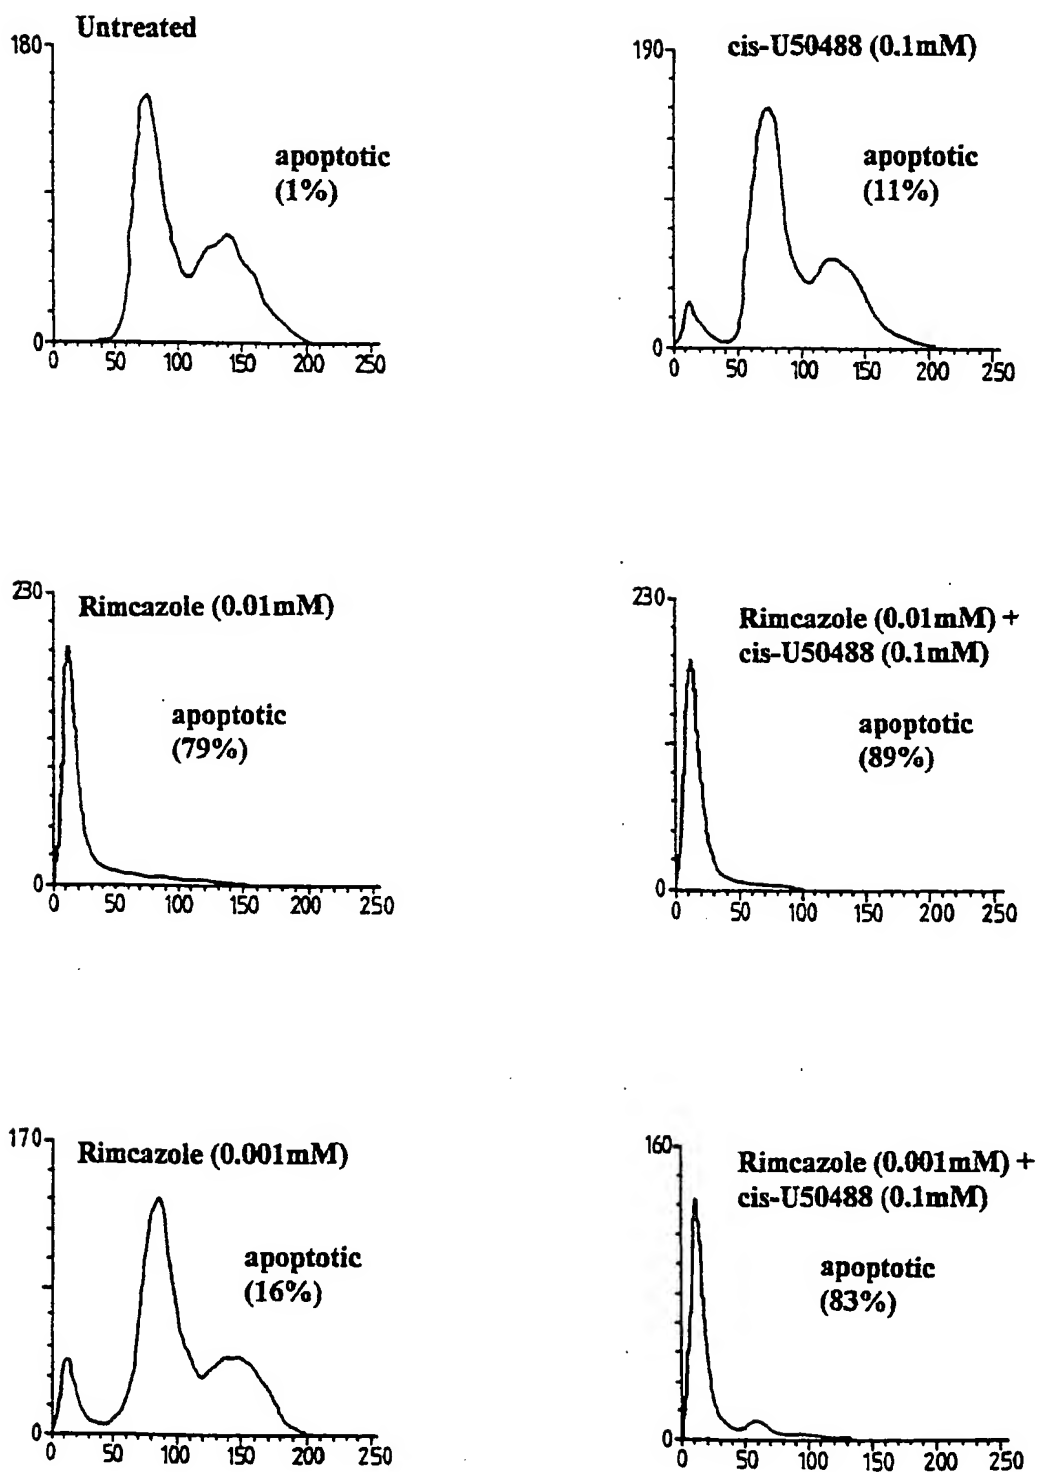 Untreated
180
apoptotic
(1%)
0
0 50 100 150 200 250
cis-U50488 (0.1mM)
190
apoptotic
(11%)
0
0 50 100 150 200 250
230
Rimcazole (0.01mM)
apoptotic
(79%)
0
0 50 100 150 200 250
230
Rimcazole (0.01mM) +
cis-U50488 (0.1mM)
apoptotic
(89%)
0
0 50 100 150 200 250
170
Rimcazole (0.001mM)
apoptotic
(16%)
0
0 50 100 150 200 250
160
Rimcazole (0.001mM) +
cis-U50488 (0.1mM)
apoptotic
(83%)
0
0 50 100 150 200 250